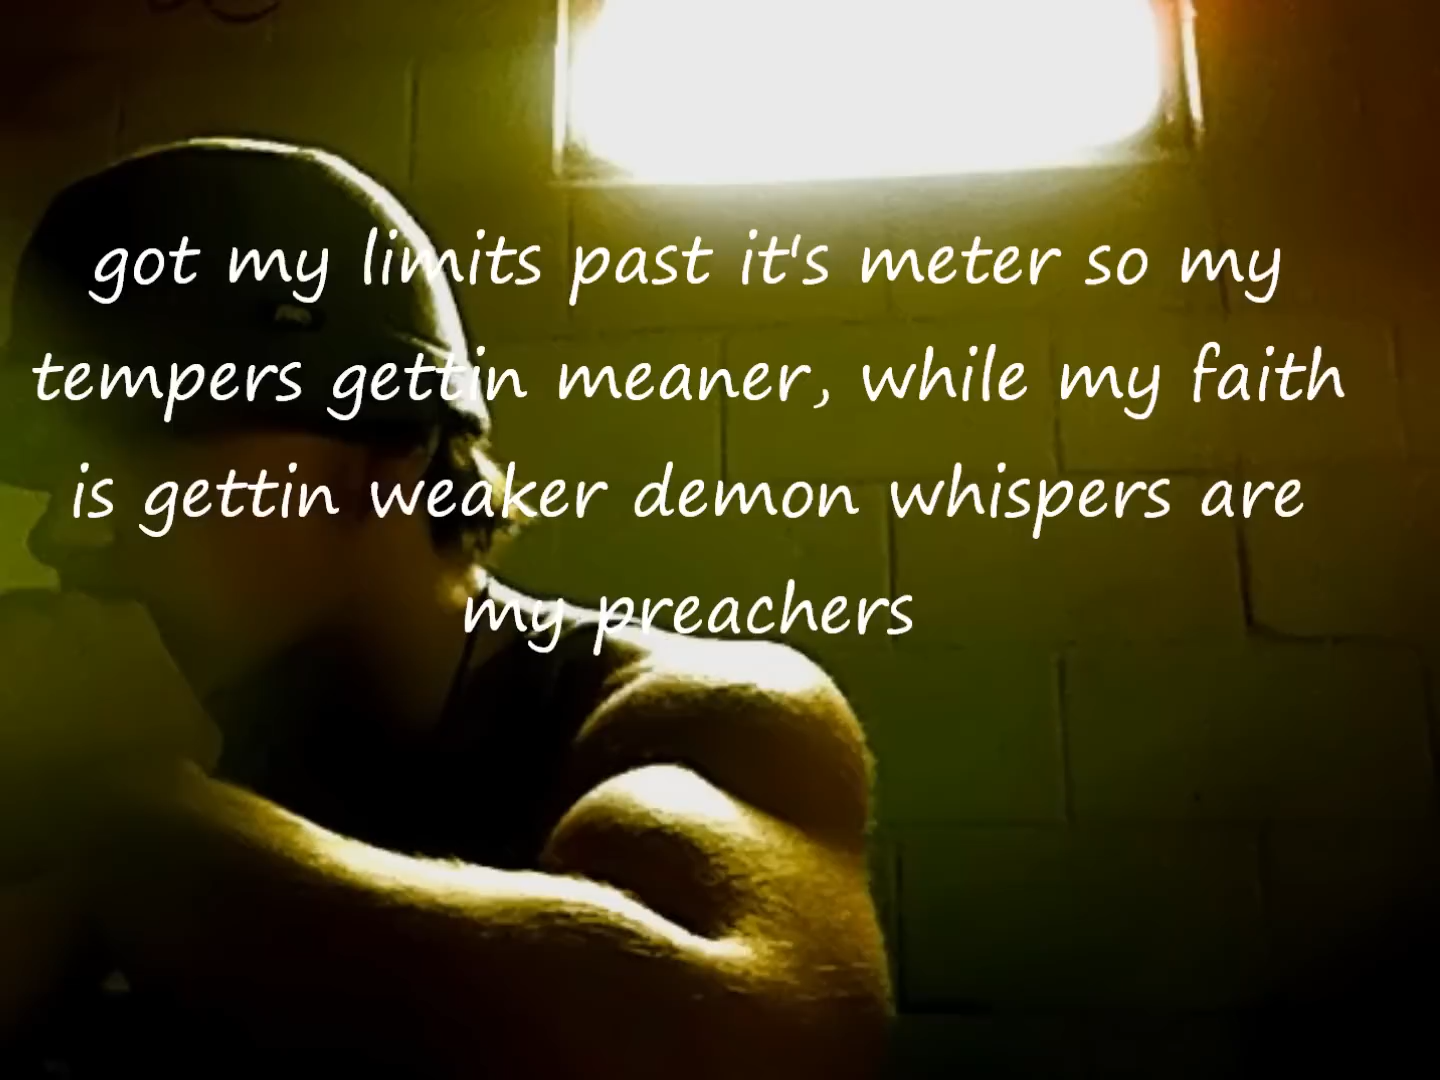 got my limits past it's meter so my
tempers gettin meaner, while my faith
is gettin weaker demon whispers are
my preachers